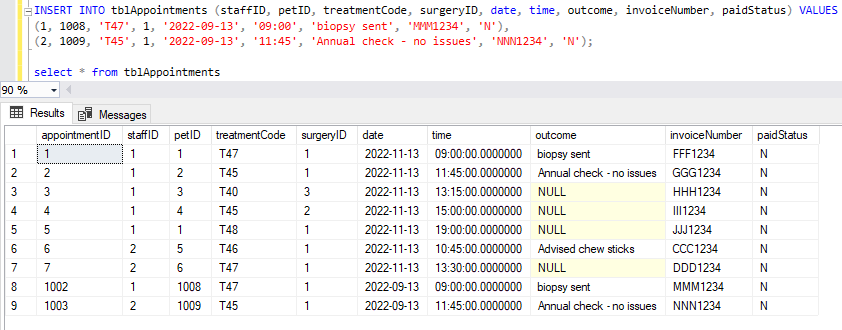 INSERT INTO tblAppointments (staffID, petID, treatmentCode, surgeryID, date, time, outcome, invoiceNumber, paidStatus) VALUES
(1, 1008, 'T47', 1, '2022-09-13', '09:00', 'biopsy sent', 'MMM1234', 'N'),
(2, 1009, 'T45', 1, '2022-09-13', '11:45', 'Annual check - no issues', 'NNN1234', 'N');
select * from tblAppointments
90 %
Results Messages
appointmentID staffID petID treatmentCode surgeryID date time outcome invoiceNumber paidStatus
1 1 1 1 T47 1 2022-11-13 09:00:00.0000000 biopsy sent FFF1234 N
2 2 1 2 T45 1 2022-11-13 11:45:00.0000000 Annual check - no issues GGG1234 N
3 3 1 3 T40 3 2022-11-13 13:15:00.0000000 NULL HHH1234 N
4 4 1 4 T45 2 2022-11-13 15:00:00.0000000 NULL III1234 N
5 5 1 1 T48 1 2022-11-13 19:00:00.0000000 NULL JJJ1234 N
6 6 2 5 T46 1 2022-11-13 10:45:00.0000000 Advised chew sticks CCC1234 N
7 7 2 6 T47 1 2022-11-13 13:30:00.0000000 NULL DDD1234 N
8 1002 1 1008 T47 1 2022-09-13 09:00:00.0000000 biopsy sent MMM1234 N
9 1003 2 1009 T45 1 2022-09-13 11:45:00.0000000 Annual check - no issues NNN1234 N